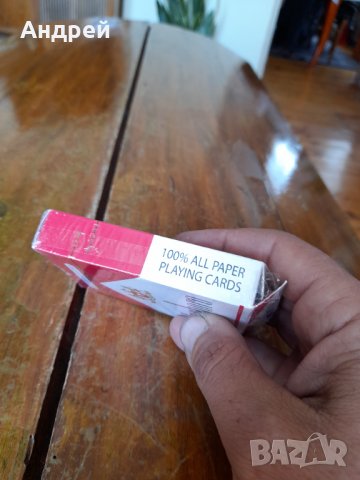 Андрей
100% ALL PAPER
PLAYING CARDS
BAZAR